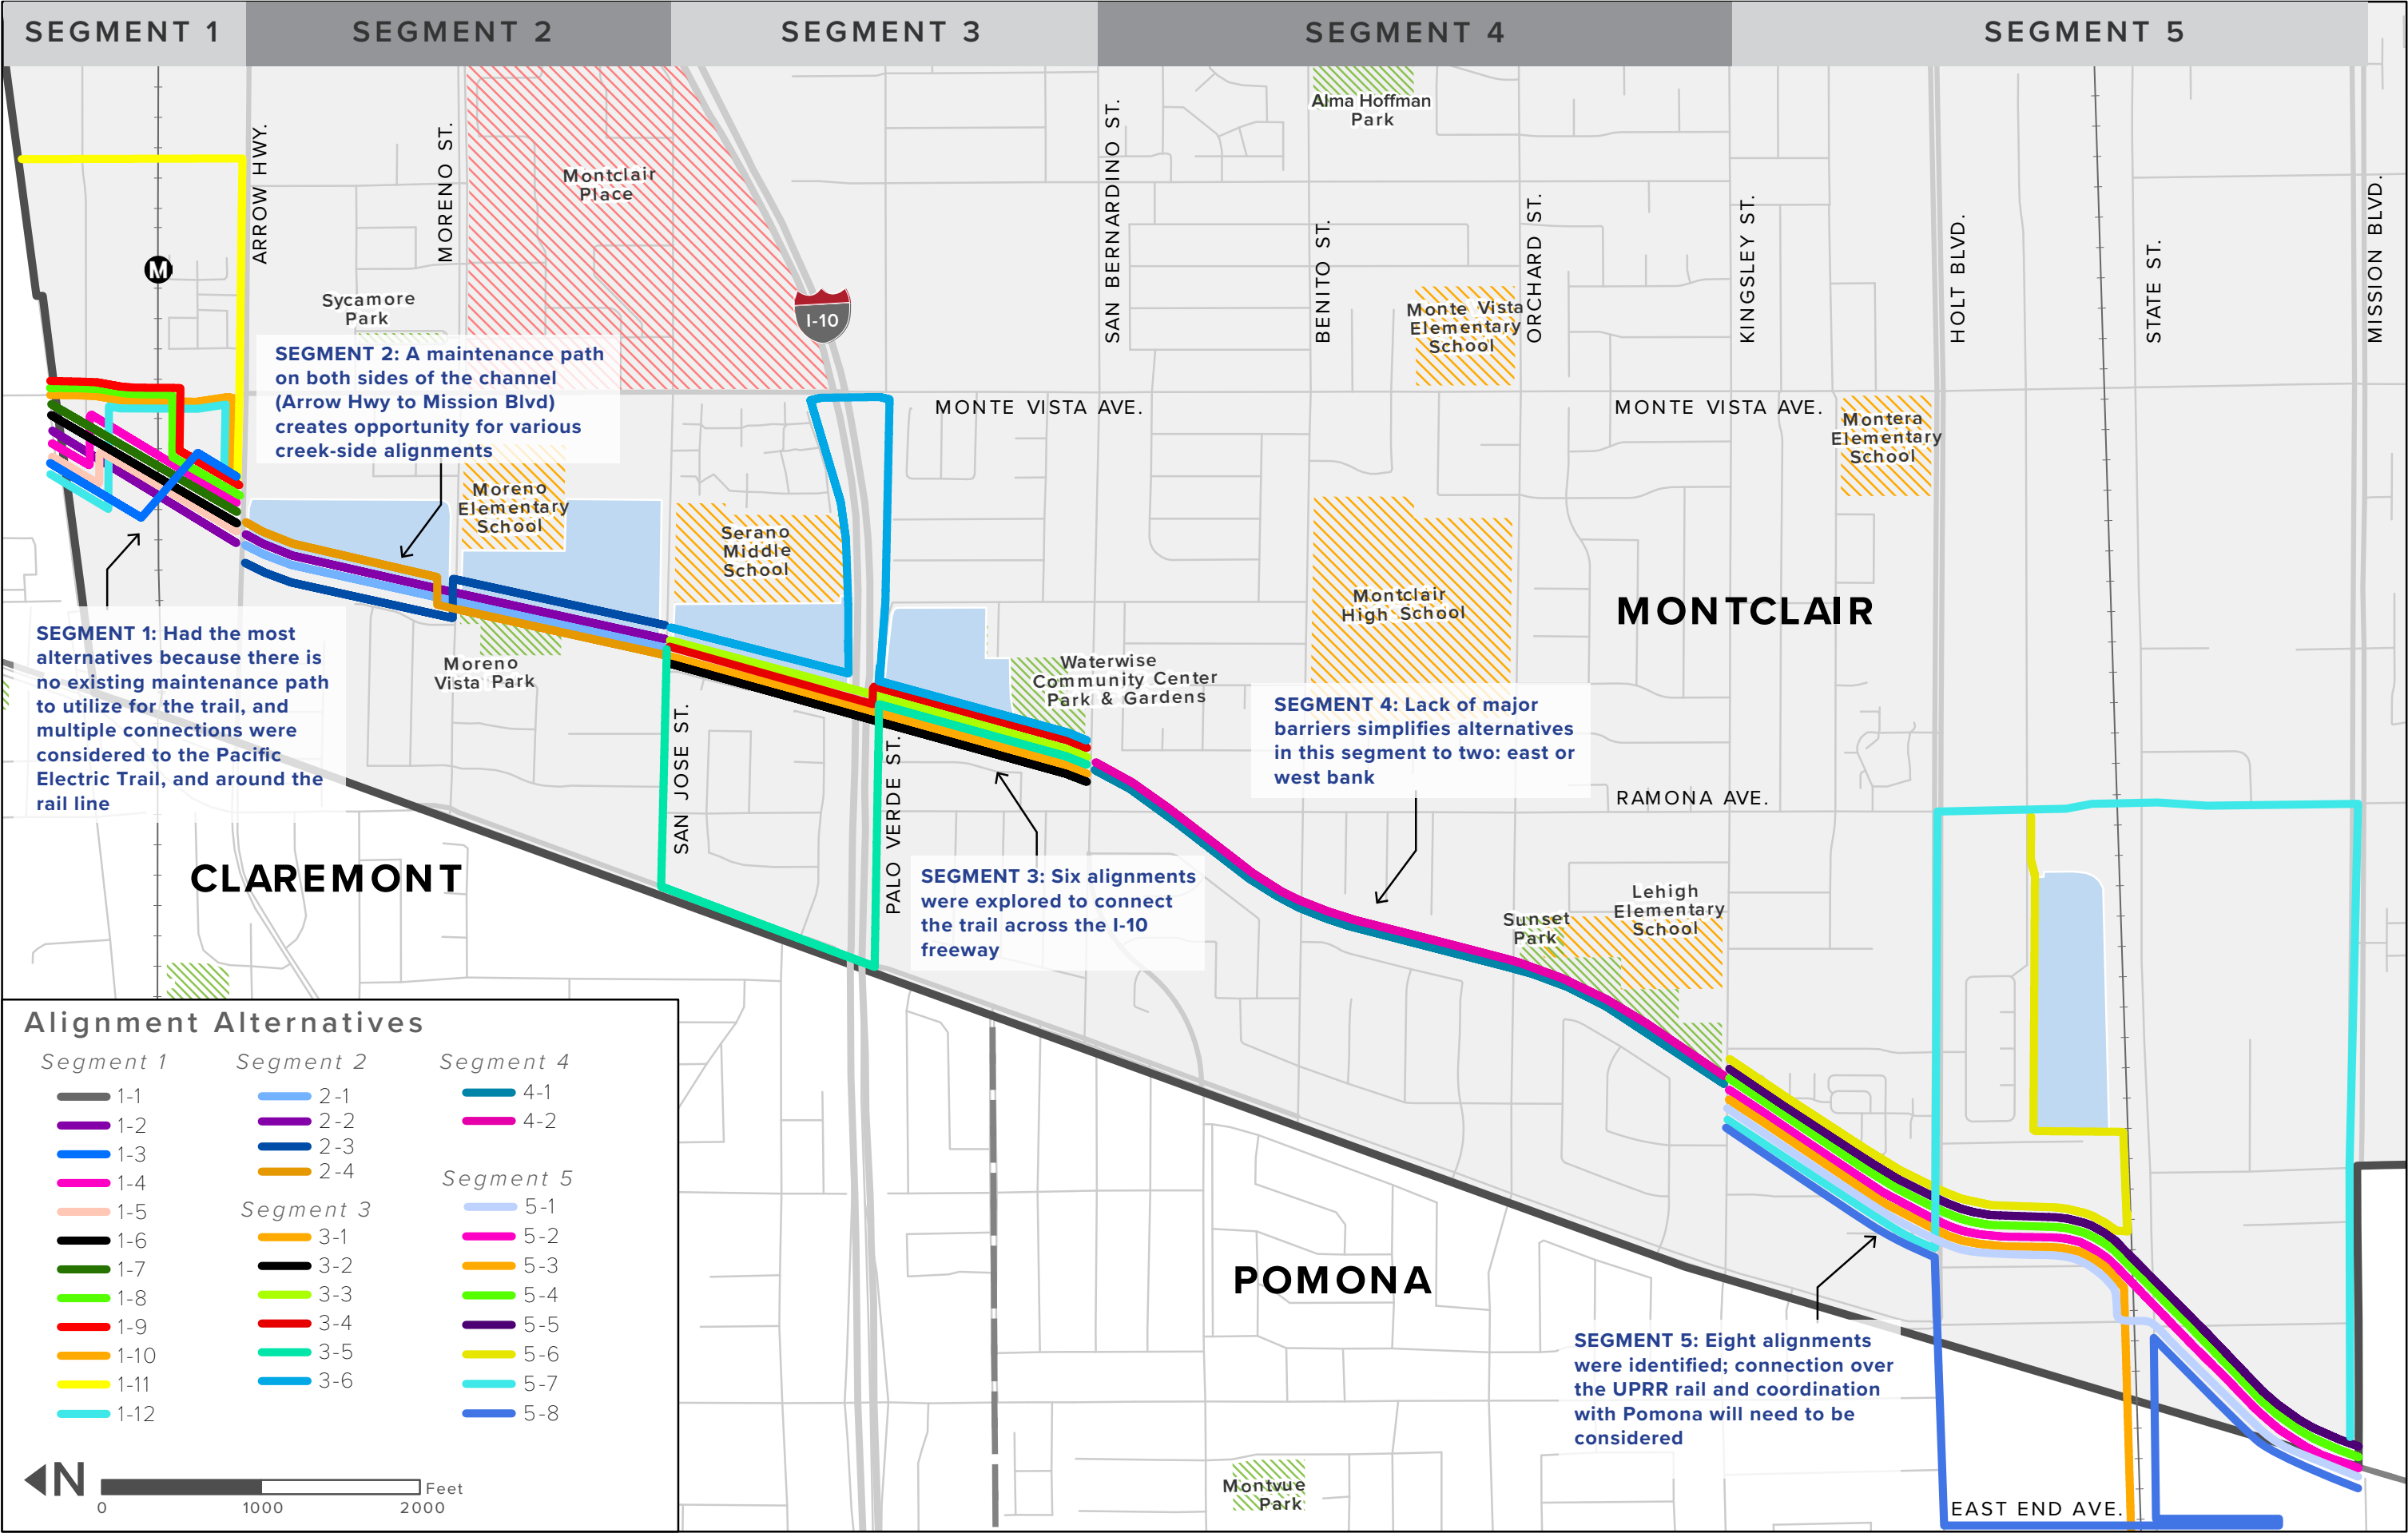 SEGMENT 1
SEGMENT 2
SEGMENT 3
SEGMENT 4
SEGMENT 5
ARROW HWY.
MORENO ST.
Montclair
Place
SAN BERNARDINO ST.
Alma Hoffman
Park
BENITO ST.
ORCHARD ST.
KINGSLEY ST.
HOLT BLVD.
STATE ST.
MISSION BLVD.
M
Sycamore
Park
I-10
Monte Vista
Elementary
School
SEGMENT 2: A maintenance path
on both sides of the channel
(Arrow Hwy to Mission Blvd)
creates opportunity for various
creek-side alignments
MONTE VISTA AVE.
MONTE VISTA AVE.
Montera
Elementary
School
Moreno
Elementary
School
Serano
Middle
School
Montclair
High School
MONTCLAIR
SEGMENT 1: Had the most
alternatives because there is
no existing maintenance path
to utilize for the trail, and
multiple connections were
considered to the Pacific
Electric Trail, and around the
rail line
Moreno
Vista Park
Waterwise
Community Center
Park & Gardens
SEGMENT 4: Lack of major
barriers simplifies alternatives
in this segment to two: east or
west bank
SAN JOSE ST.
PALO VERDE ST.
RAMONA AVE.
CLAREMONT
SEGMENT 3: Six alignments
were explored to connect
the trail across the I-10
freeway
Sunset
Park
Lehigh
Elementary
School
POMONA
SEGMENT 5: Eight alignments
were identified; connection over
the UPRR rail and coordination
with Pomona will need to be
considered
Montvue
Park
EAST END AVE.
Alignment Alternatives
Segment 1
1-1
1-2
1-3
1-4
1-5
1-6
1-7
1-8
1-9
1-10
1-11
1-12
Segment 2
2-1
2-2
2-3
2-4
Segment 3
3-1
3-2
3-3
3-4
3-5
3-6
Segment 4
4-1
4-2
Segment 5
5-1
5-2
5-3
5-4
5-5
5-6
5-7
5-8
N
Feet
0
1000
2000